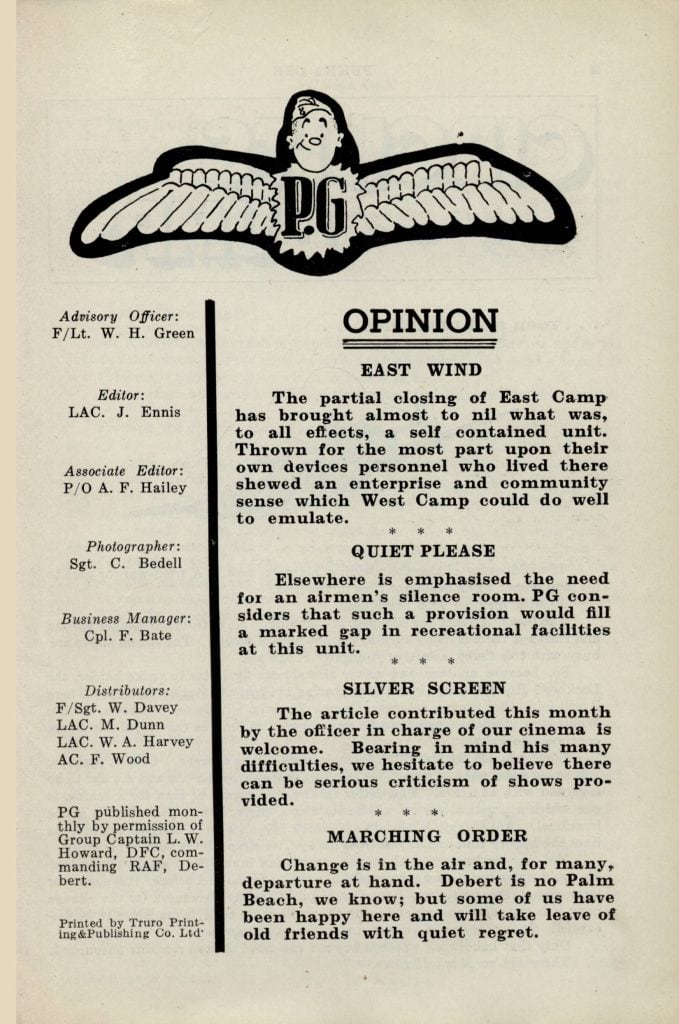 P.G
Advisory Officer:
F/Lt. W. H. Green
Editor:
LAC. J. Ennis
Associate Editor:
P/O A. F. Hailey
Photographer:
Sgt. C. Bedell
Business Manager:
Cpl. F. Bate
Distributors:
F/Sgt. W. Davey
LAC. M. Dunn
LAC. W. A. Harvey
AC. F. Wood
PG published mon-
thly by permission of
Group Captain L. W.
Howard, DFC, com-
manding RAF, De-
bert.
Printed by Truro Print-
ing&Publishing Co. Ltd.
OPINION
EAST WIND
The partial closing of East Camp
has brought almost to nil what was,
to all effects, a self contained unit.
Thrown for the most part upon their
own devices personnel who lived there
shewed an enterprise and community
sense which West Camp could do well
to emulate.
* * *
QUIET PLEASE
Elsewhere is emphasised the need
for an airmen's silence room. PG con-
siders that such a provision would fill
a marked gap in recreational facilities
at this unit.
* * *
SILVER SCREEN
The article contributed this month
by the officer in charge of our cinema is
welcome. Bearing in mind his many
difficulties, we hesitate to believe there
can be serious criticism of shows pro-
vided.
* * *
MARCHING ORDER
Change is in the air and, for many,
departure at hand. Debert is no Palm
Beach, we know; but some of us have
been happy here and will take leave of
old friends with quiet regret.